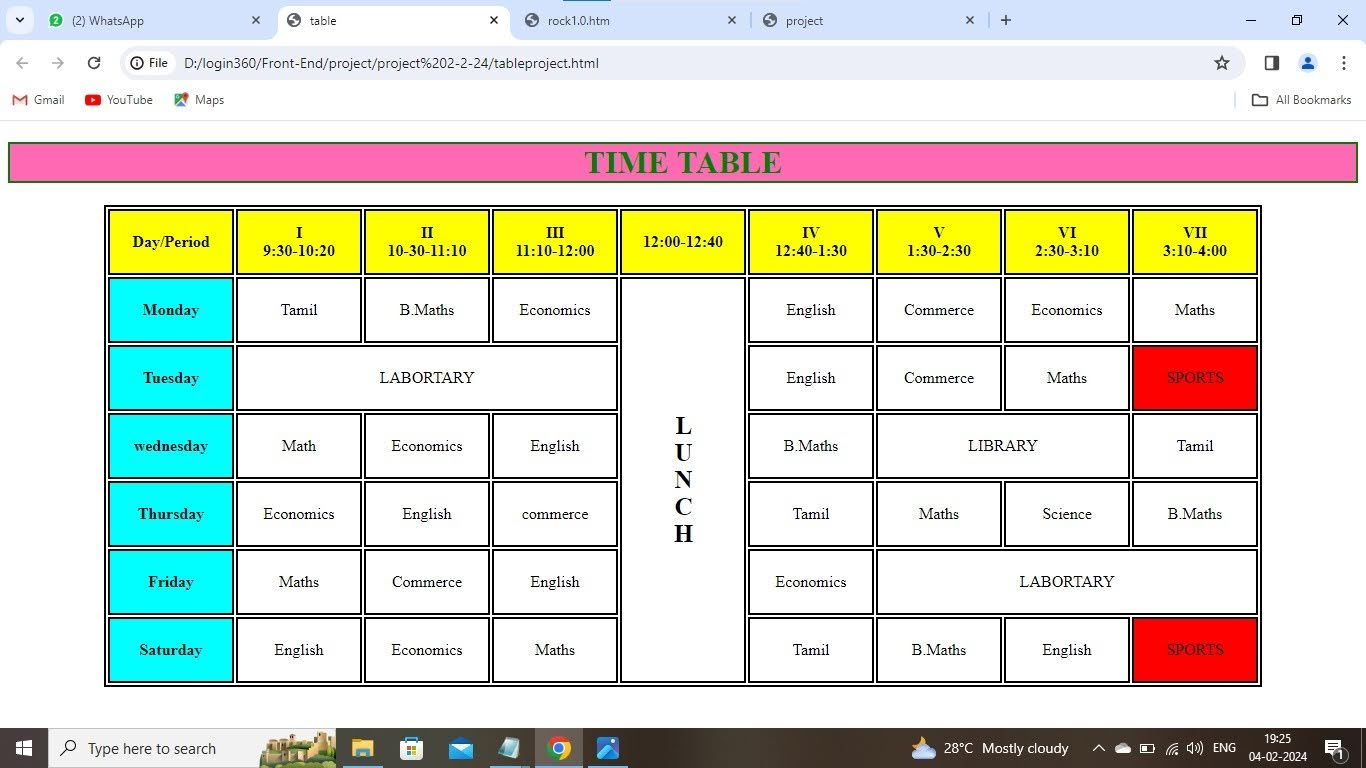 (2) WhatsApp
table
rock1.0.htm
project
File
D:/login360/Front-End/project/project%202-2-24/tableproject.html
Gmail
YouTube
Maps
All Bookmarks
TIME TABLE
Day/Period
I
9:30-10:20
II
10-30-11:10
III
11:10-12:00
12:00-12:40
IV
12:40-1:30
V
1:30-2:30
VI
2:30-3:10
VII
3:10-4:00
Monday
Tamil
B.Maths
Economics
English
Commerce
Economics
Maths
Tuesday
LABORTARY
English
Commerce
Maths
SPORTS
L
U
N
C
H
wednesday
Math
Economics
English
B.Maths
LIBRARY
Tamil
Thursday
Economics
English
commerce
Tamil
Maths
Science
B.Maths
Friday
Maths
Commerce
English
Economics
LABORTARY
Saturday
English
Economics
Maths
Tamil
B.Maths
English
SPORTS
Type here to search
28°C Mostly cloudy
ENG
19:25
04-02-2024
1